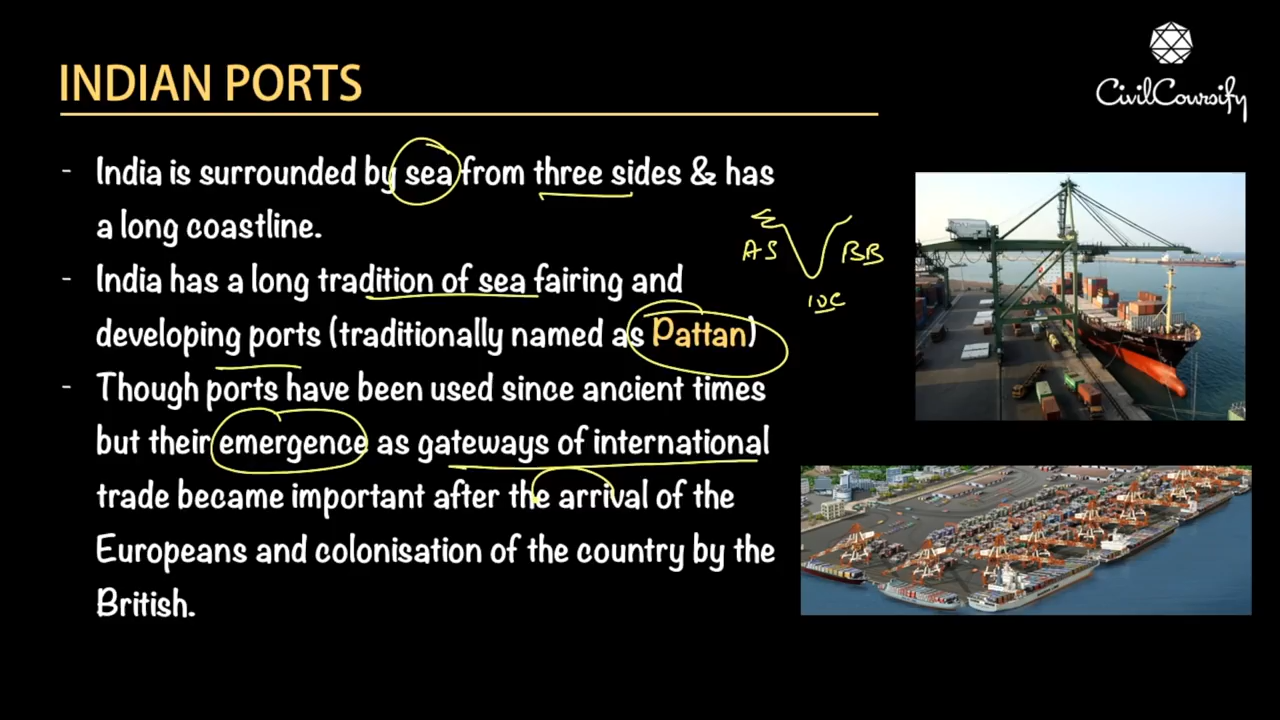 CivilCoursify
INDIAN PORTS
- India is surrounded by sea from three sides & has
a long coastline.
- India has a long tradition of sea fairing and
developing ports (traditionally named as Pattan)
- Though ports have been used since ancient times
but their emergence as gateways of international
trade became important after the arrival of the
Europeans and colonisation of the country by the
British.
AS
BB